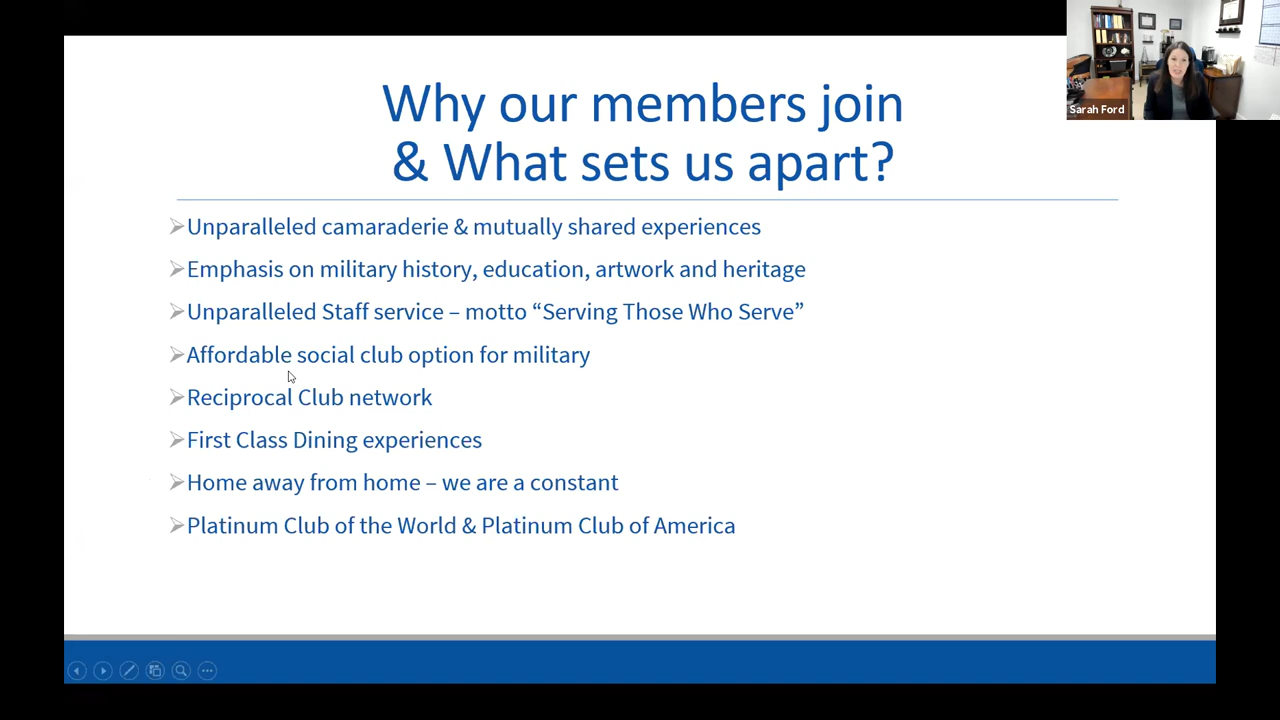 Why our members join
& What sets us apart?
Unparalleled camaraderie & mutually shared experiences
Emphasis on military history, education, artwork and heritage
Unparalleled Staff service – motto “Serving Those Who Serve”
Affordable social club option for military
Reciprocal Club network
First Class Dining experiences
Home away from home – we are a constant
Platinum Club of the World & Platinum Club of America
Sarah Ford